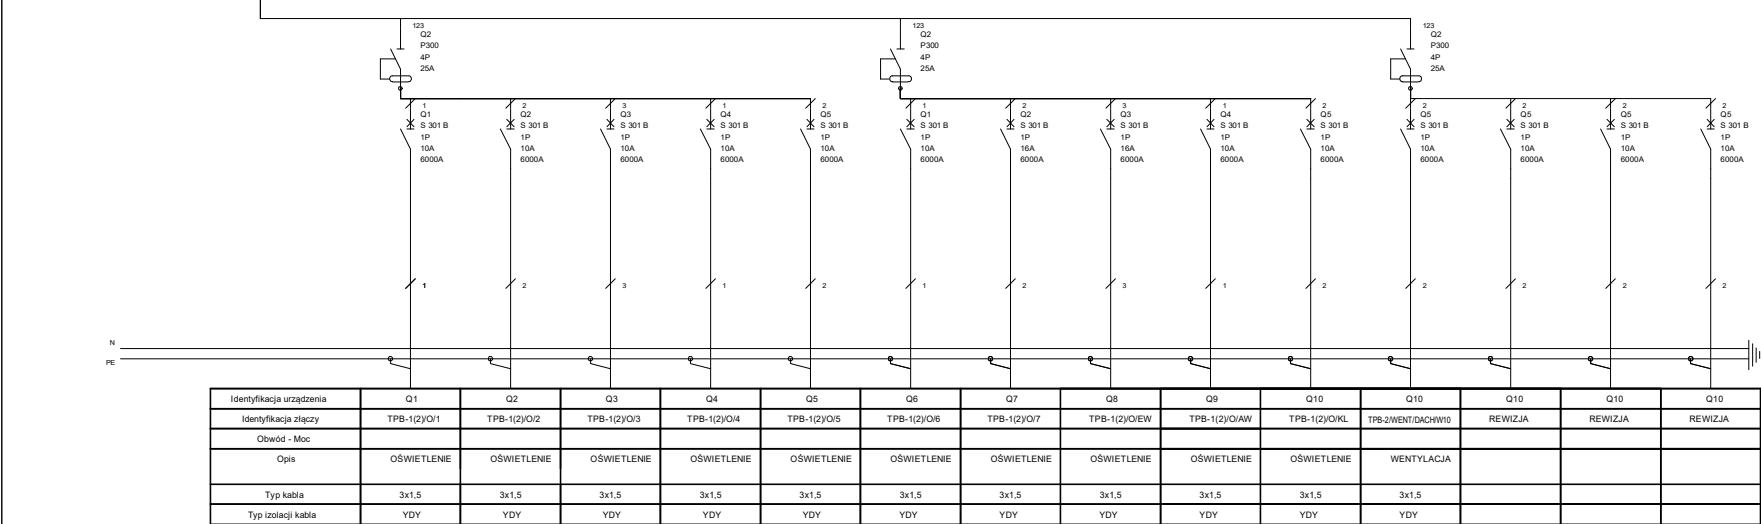 123 123 123
Q2 Q2 Q2
P300 P300 P300
4P 4P 4P
25A 25A 25A
1 2 3 1 2 1 2 3 1 2 2 2 2 2
Q1 Q2 Q3 Q4 Q5 Q1 Q2 Q3 Q4 Q5 Q5 Q5 Q5 Q5
S 301 B S 301 B S 301 B S 301 B S 301 B S 301 B S 301 B S 301 B S 301 B S 301 B S 301 B S 301 B S 301 B S 301 B
1P 1P 1P 1P 1P 1P 1P 1P 1P 1P 1P 1P 1P 1P
10A 10A 10A 10A 10A 10A 16A 16A 10A 10A 10A 10A 10A 10A
6000A 6000A 6000A 6000A 6000A 6000A 6000A 6000A 6000A 6000A 6000A 6000A 6000A 6000A
1 2 3 1 2 1 2 3 1 2 2 2 2 2
N
PE
Identyfikacja urządzenia Q1 Q2 Q3 Q4 Q5 Q6 Q7 Q8 Q9 Q10 Q10 Q10 Q10 Q10
Identyfikacja złączy TPB-1(2)/O/1 TPB-1(2)/O/2 TPB-1(2)/O/3 TPB-1(2)/O/4 TPB-1(2)/O/5 TPB-1(2)/O/6 TPB-1(2)/O/7 TPB-1(2)/O/EW TPB-1(2)/O/AW TPB-1(2)/O/KL TPB-2/WENT/DACH/W10 REWIZJA REWIZJA REWIZJA
Obwód - Moc
Opis OŚWIETLENIE OŚWIETLENIE OŚWIETLENIE OŚWIETLENIE OŚWIETLENIE OŚWIETLENIE OŚWIETLENIE OŚWIETLENIE OŚWIETLENIE OŚWIETLENIE WENTYLACJA
Typ kabla 3x1,5 3x1,5 3x1,5 3x1,5 3x1,5 3x1,5 3x1,5 3x1,5 3x1,5 3x1,5 3x1,5
Typ izolacji kabla YDY YDY YDY YDY YDY YDY YDY YDY YDY YDY YDY